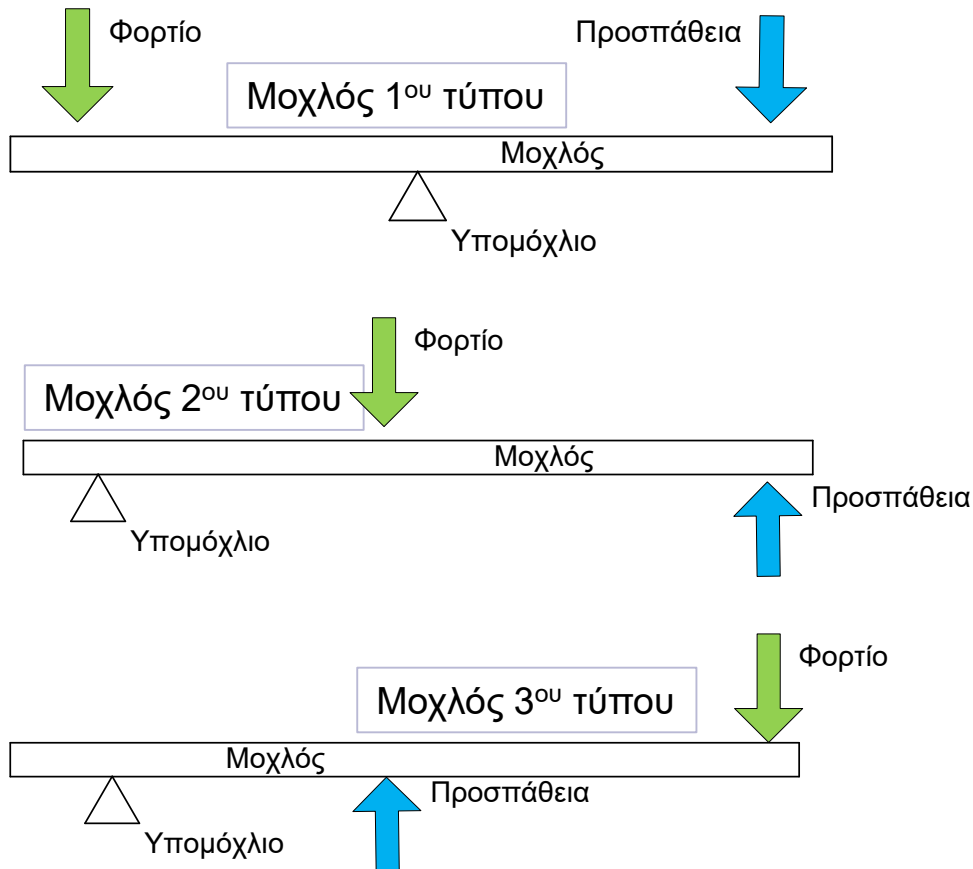 Φορτίο
Προσπάθεια
Μοχλός 1ου τύπου
Μοχλός
Υπομόχλιο
Φορτίο
Μοχλός 2ου τύπου
Μοχλός
Προσπάθεια
Υπομόχλιο
Φορτίο
Μοχλός 3ου τύπου
Μοχλός
Προσπάθεια
Υπομόχλιο